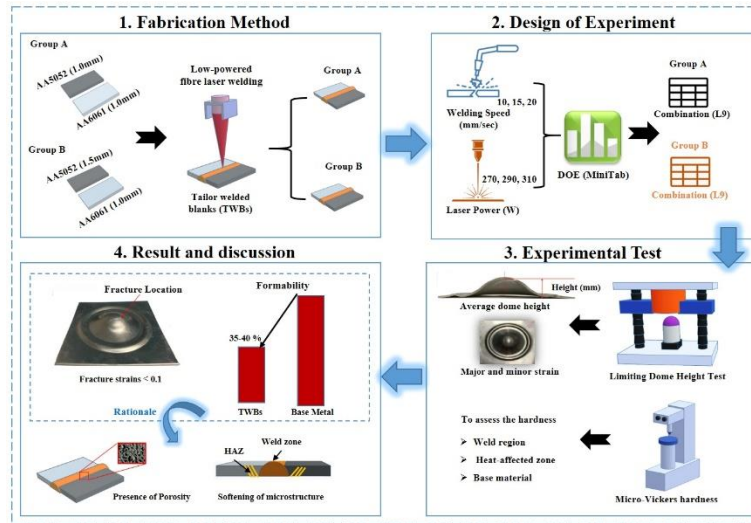 1. Fabrication Method
Group A
AA5052 (1.0mm)
AA6061 (1.0mm)
Group B
AA5052 (1.5mm)
AA6061 (1.0mm)
Low-powered
fibre laser welding
Tailor welded
blanks (TWBs)
Group A
Group B
2. Design of Experiment
Welding Speed
(mm/sec)
10, 15, 20
270, 290, 310
Laser Power (W)
DOE (MiniTab)
Group A
Combination (L9)
Group B
Combination (L9)
3. Experimental Test
Height (mm)
Average dome height
Major and minor strain
Limiting Dome Height Test
To assess the hardness
➢ Weld region
➢ Heat-affected zone
➢ Base material
Micro-Vickers hardness
4. Result and discussion
Fracture Location
Fracture strains < 0.1
Formability
35-40 %
TWBs
Base Metal
Rationale
Presence of Porosity
HAZ
Weld zone
Softening of microstructure